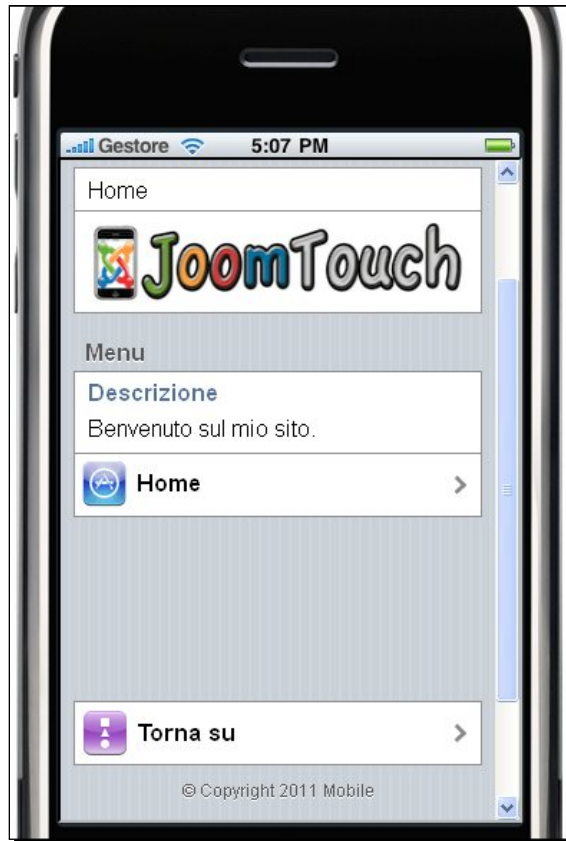 Gestore 5:07 PM
Home
JoomTouch
Menu
Descrizione
Benvenuto sul mio sito.
Home
Torna su
© Copyright 2011 Mobile